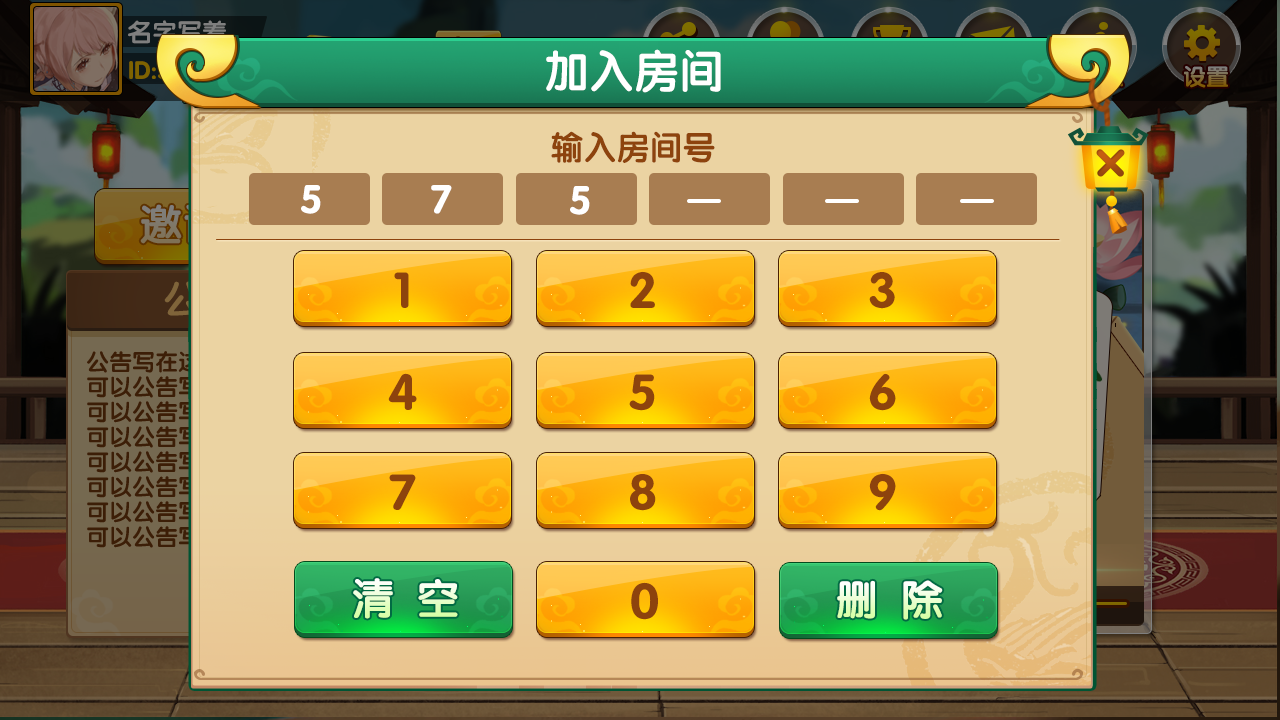 名字写着
ID:
设置
加入房间
输入房间号
5 7 5 — — —
1 2 3
4 5 6
7 8 9
清空 0 删除
邀
公
公告写在这
可以公告写
可以公告写
可以公告写
可以公告写
可以公告写
可以公告写
可以公告写